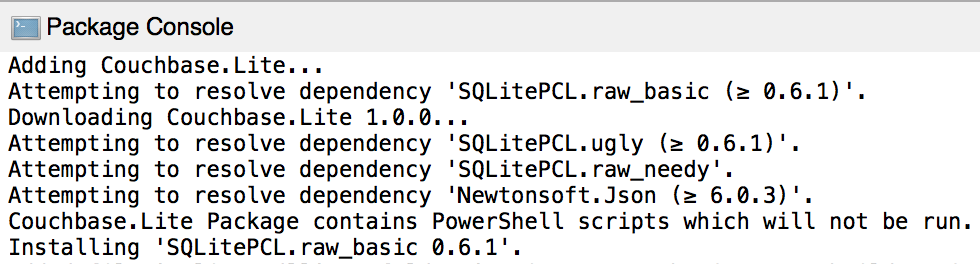 Package Console
Adding Couchbase.Lite...
Attempting to resolve dependency 'SQLitePCL.raw_basic (≥ 0.6.1)'.
Downloading Couchbase.Lite 1.0.0...
Attempting to resolve dependency 'SQLitePCL.ugly (≥ 0.6.1)'.
Attempting to resolve dependency 'SQLitePCL.raw_needy'.
Attempting to resolve dependency 'Newtonsoft.Json (≥ 6.0.3)'.
Couchbase.Lite Package contains PowerShell scripts which will not be run.
Installing 'SQLitePCL.raw_basic 0.6.1'.